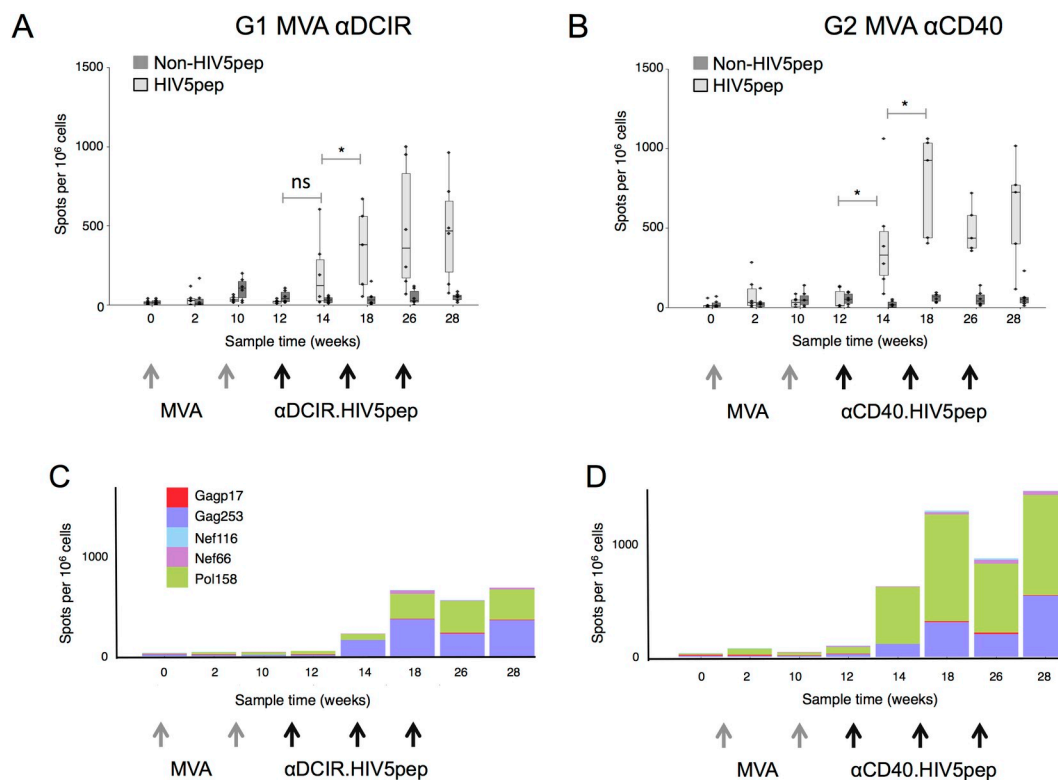 A
G1 MVA αDCIR
Non-HIV5pep
HIV5pep
Spots per 10⁶ cells
1500
1000
500
0
ns
*
0 2 10 12 14 18 26 28
Sample time (weeks)
MVA αDCIR.HIV5pep
B
G2 MVA αCD40
Non-HIV5pep
HIV5pep
Spots per 10⁶ cells
1500
1000
500
0
*
*
0 2 10 12 14 18 26 28
Sample time (weeks)
MVA αCD40.HIV5pep
C
Gagp17
Gag253
Nef116
Nef66
Pol158
Spots per 10⁶ cells
1000
0
0 2 10 12 14 18 26 28
Sample time (weeks)
MVA αDCIR.HIV5pep
D
Spots per 10⁶ cells
1000
0
0 2 10 12 14 18 26 28
Sample time (weeks)
MVA αCD40.HIV5pep